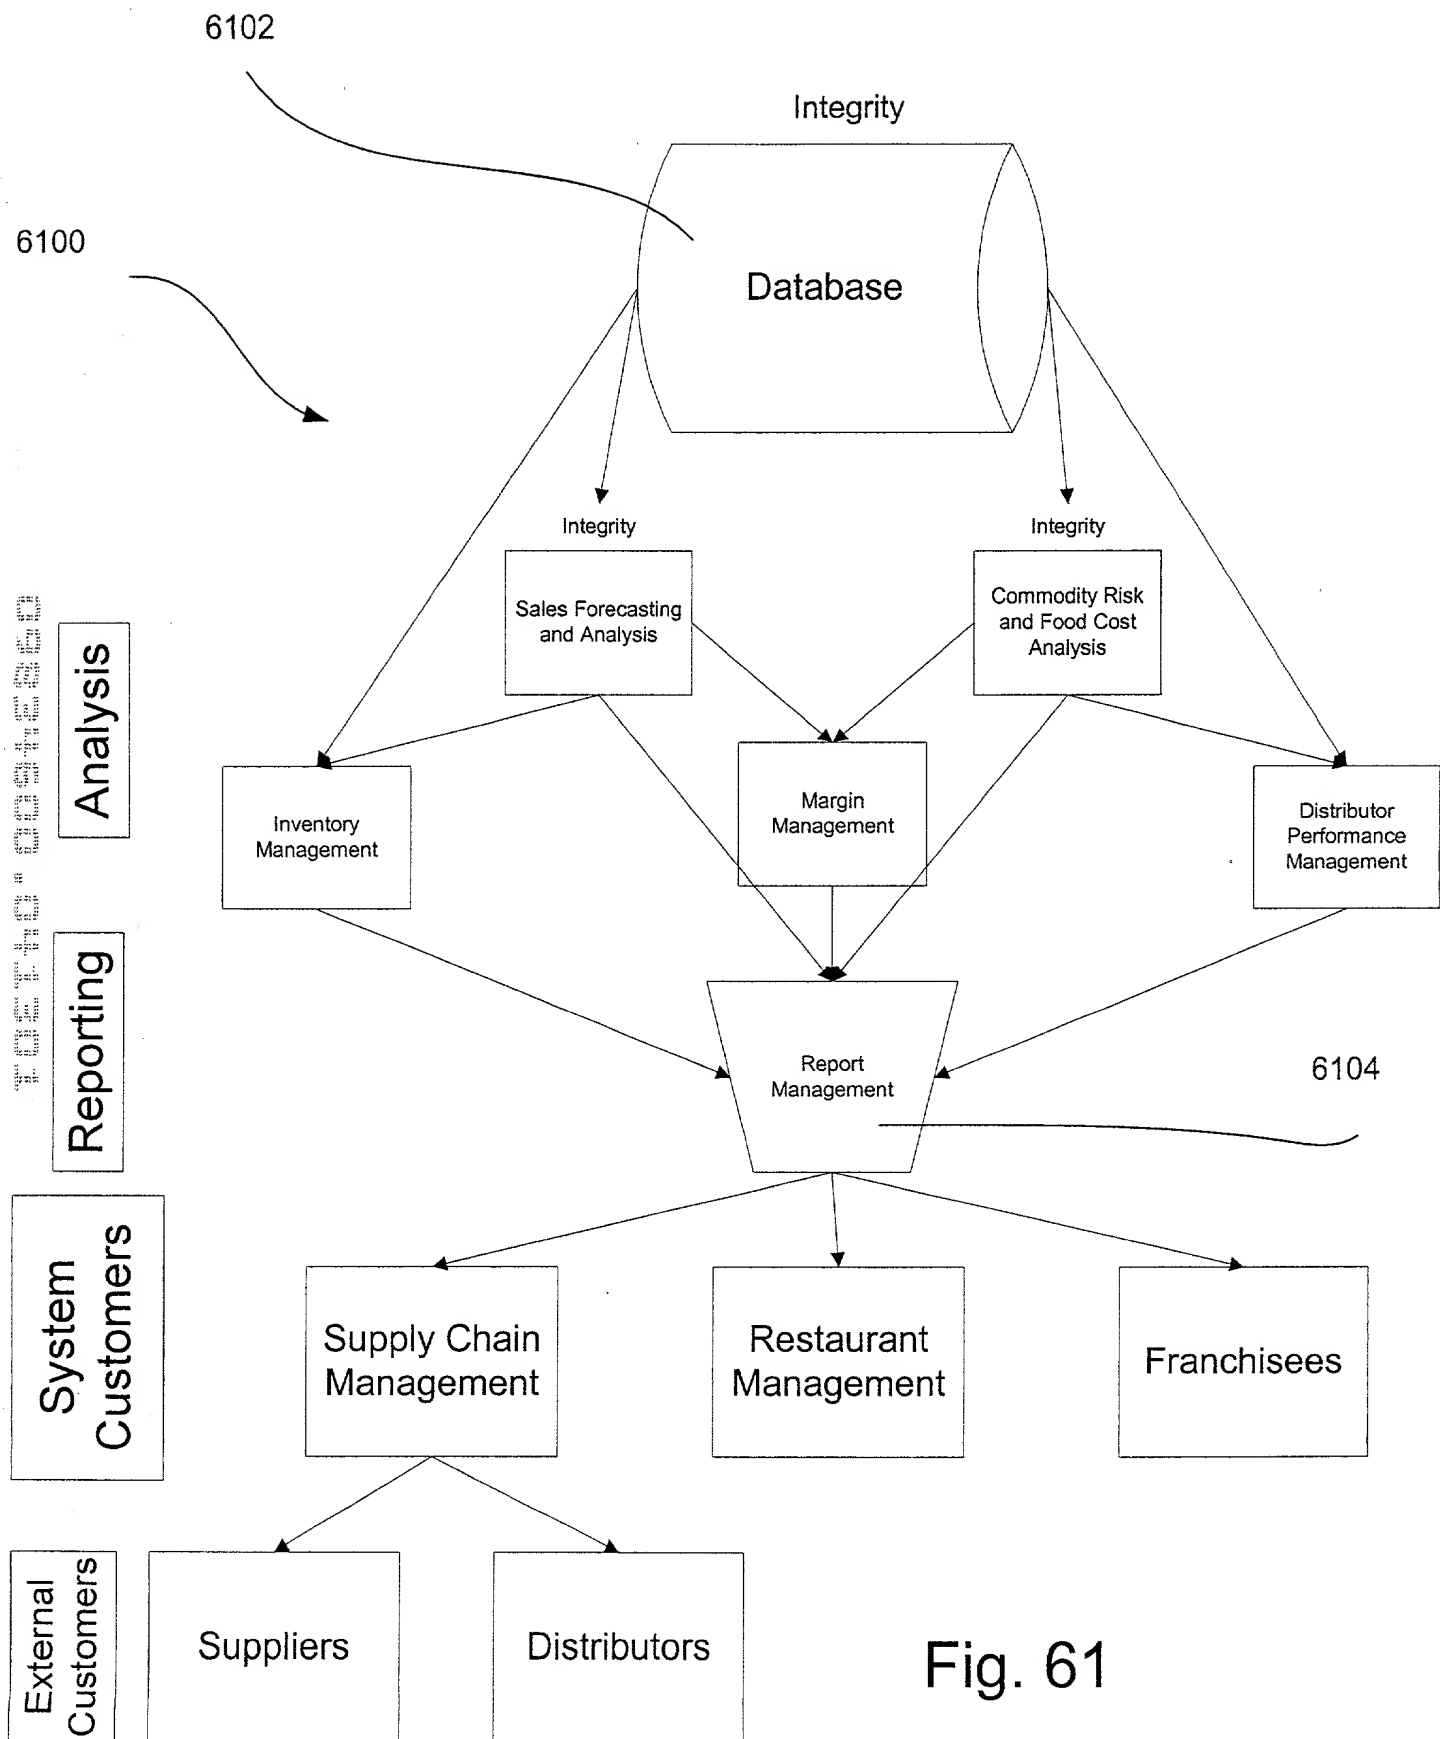 6102
Integrity
6100
Database
Integrity
Integrity
Sales Forecasting
and Analysis
Commodity Risk
and Food Cost
Analysis
Analysis
Margin
Management
Inventory
Management
Distributor
Performance
Management
Reporting
Report
Management
6104
System
Customers
Supply Chain
Management
Restaurant
Management
Franchisees
External
Customers
Suppliers
Distributors
Fig. 61